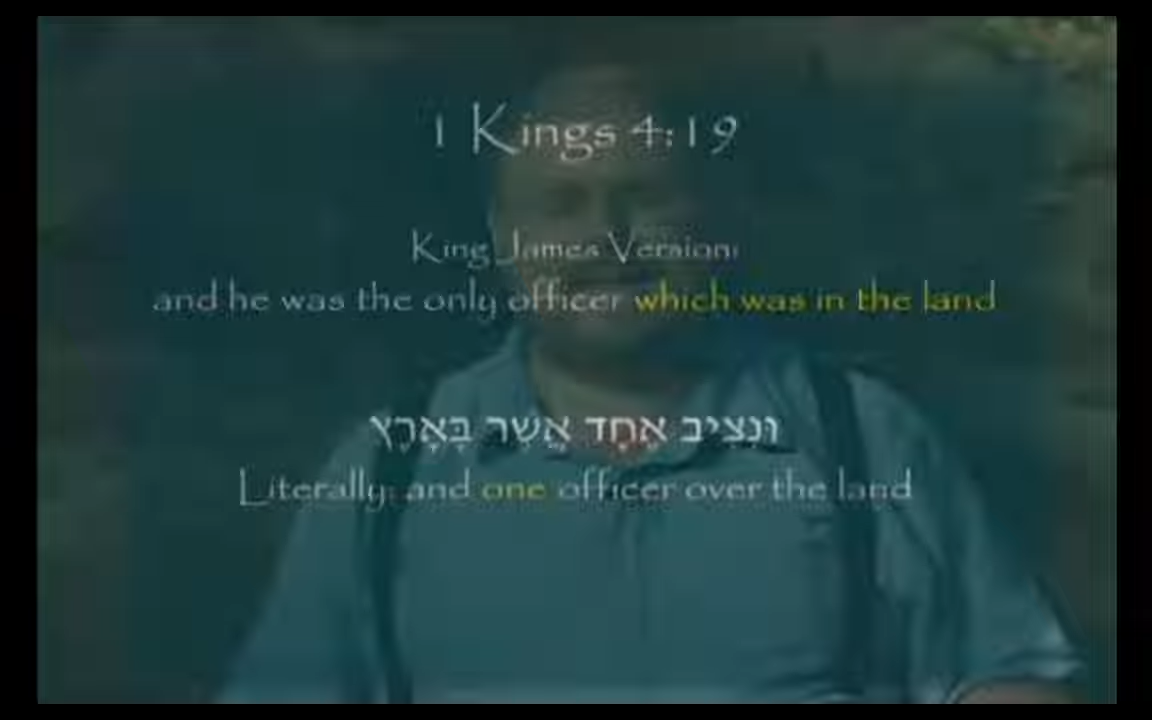 1 Kings 4:19
King James Version:
and he was the only officer which was in the land
וּנְצִיב אֶחָד אֲשֶׁר בָּאָרֶץ
Literally: and one officer over the land